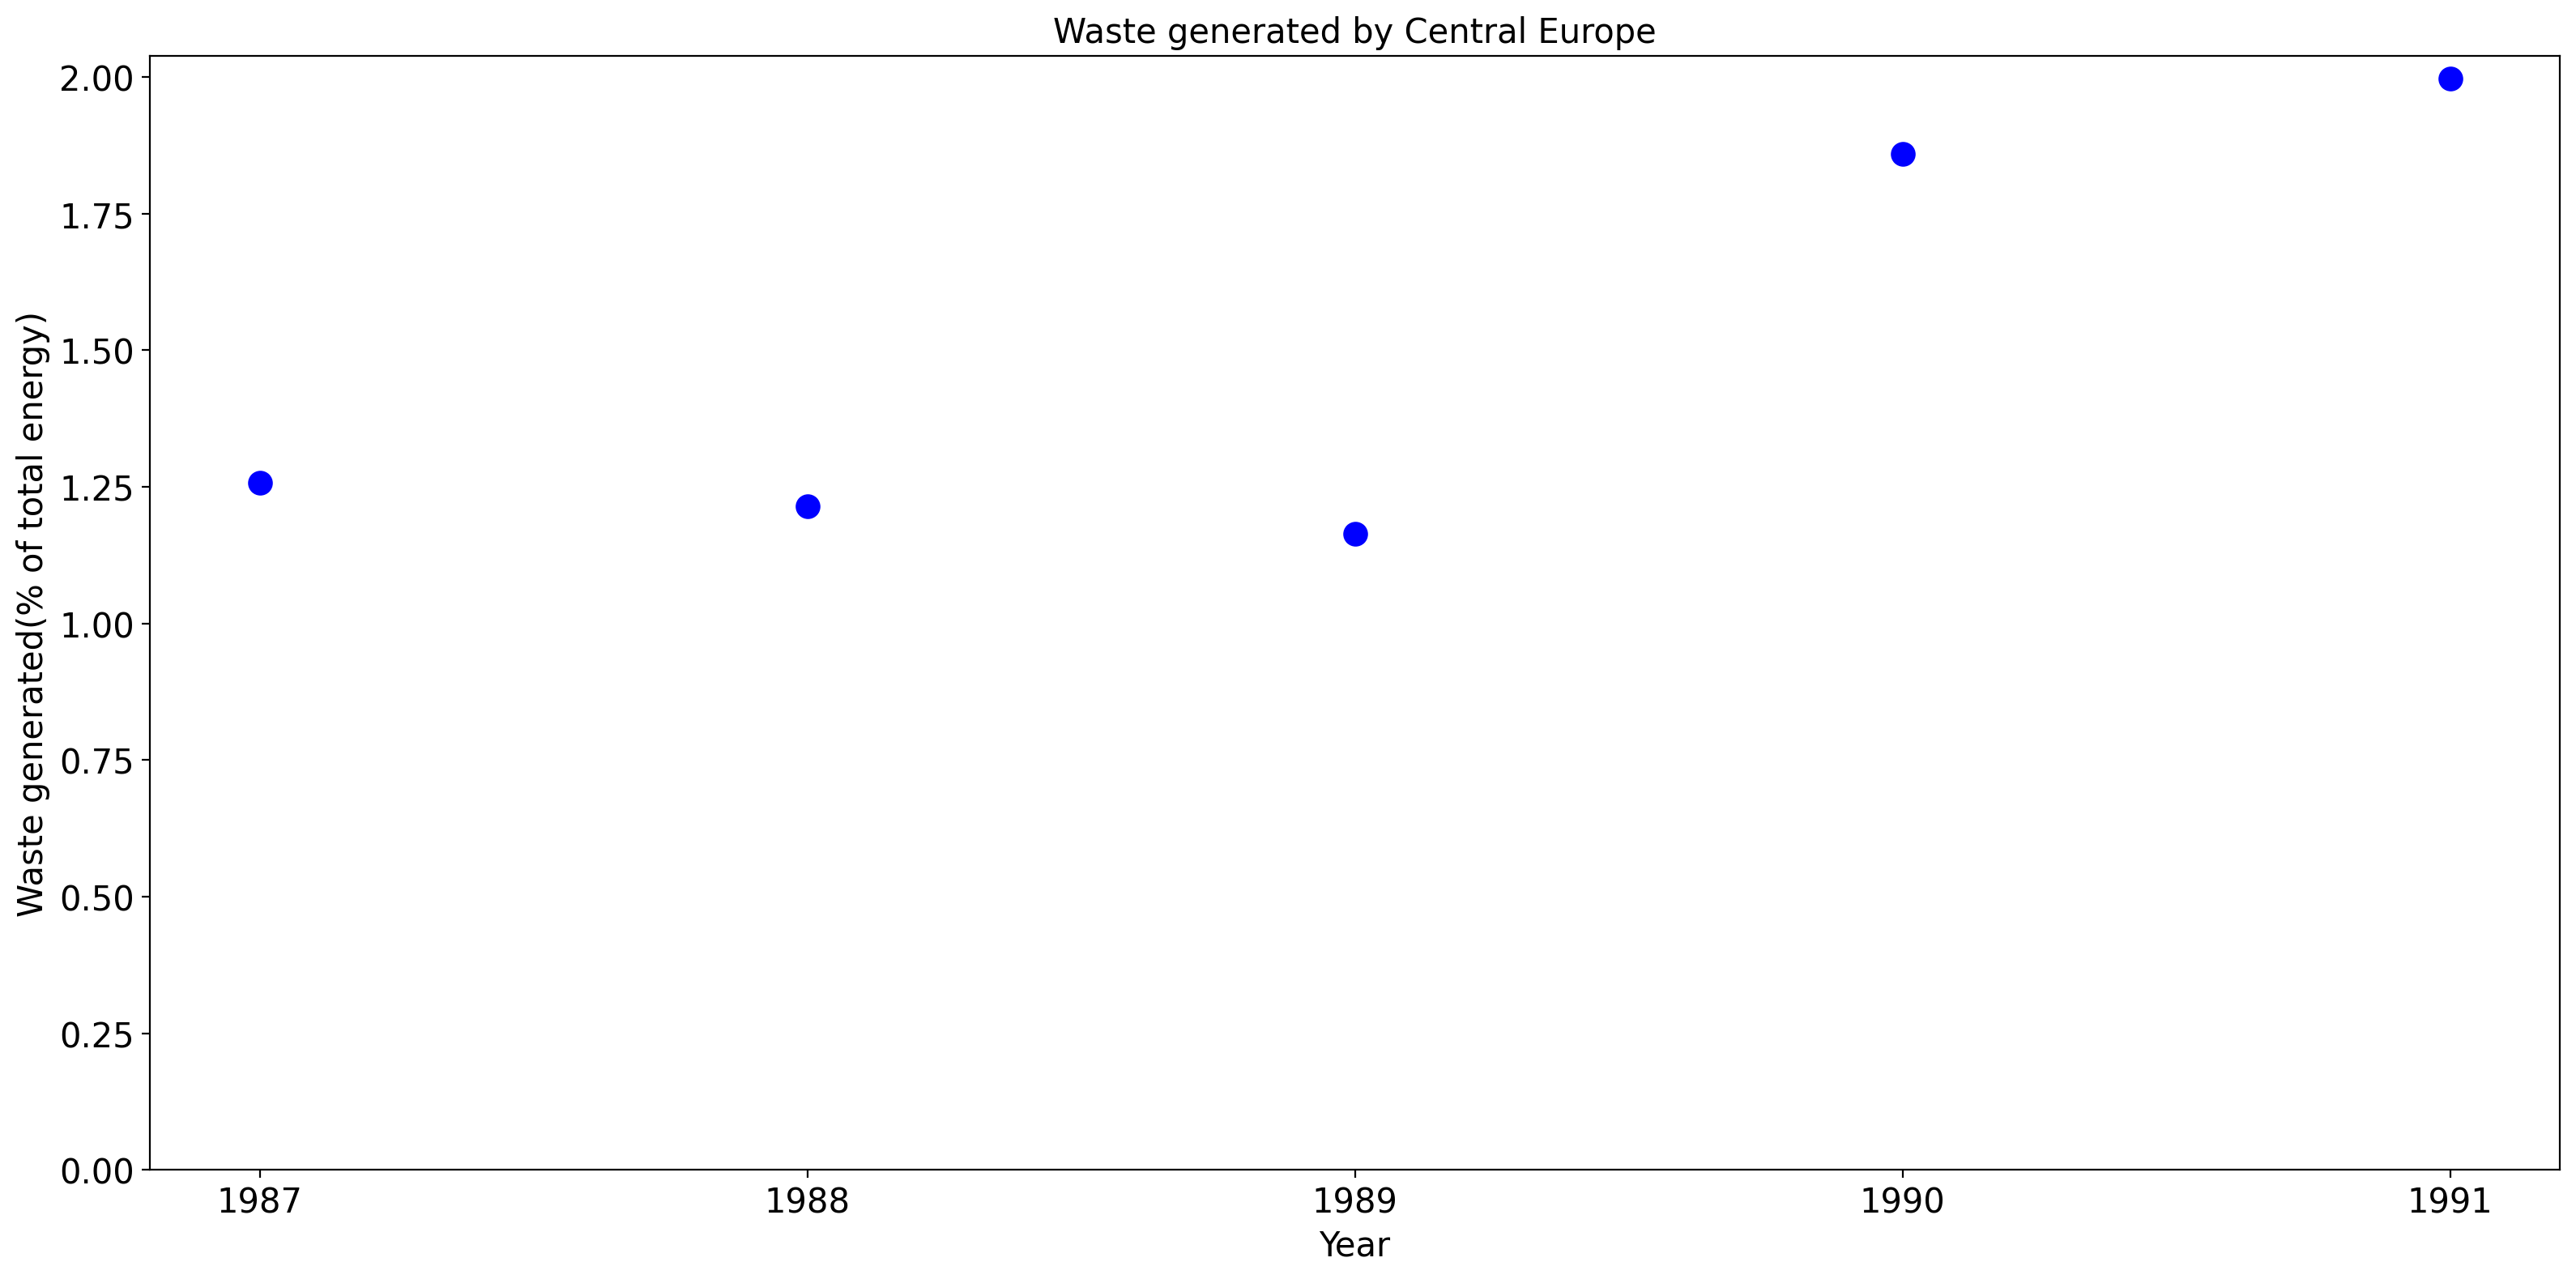 Waste generated by Central Europe
Waste generated(% of total energy)
2.00
1.75
1.50
1.25
1.00
0.75
0.50
0.25
0.00
1987 1988 1989 1990 1991
Year